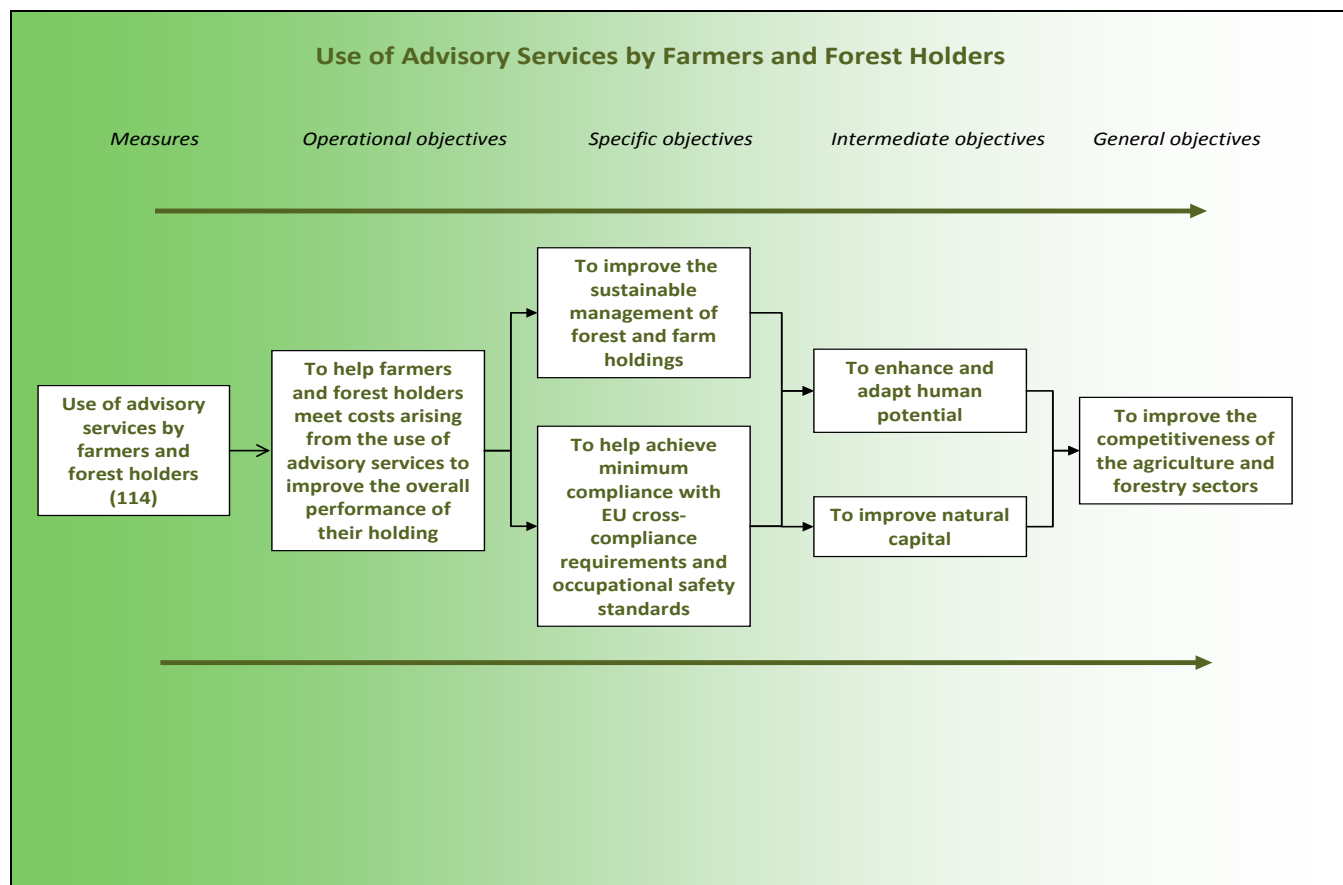 Use of Advisory Services by Farmers and Forest Holders
Measures
Operational objectives
Specific objectives
Intermediate objectives
General objectives
Use of advisory
services by
farmers and
forest holders
(114)
To help farmers
and forest holders
meet costs arising
from the use of
advisory services to
improve the overall
performance of
their holding
To improve the
sustainable
management of
forest and farm
holdings
To help achieve
minimum
compliance with
EU cross-
compliance
requirements and
occupational safety
standards
To enhance and
adapt human
potential
To improve natural
capital
To improve the
competitiveness of
the agriculture and
forestry sectors